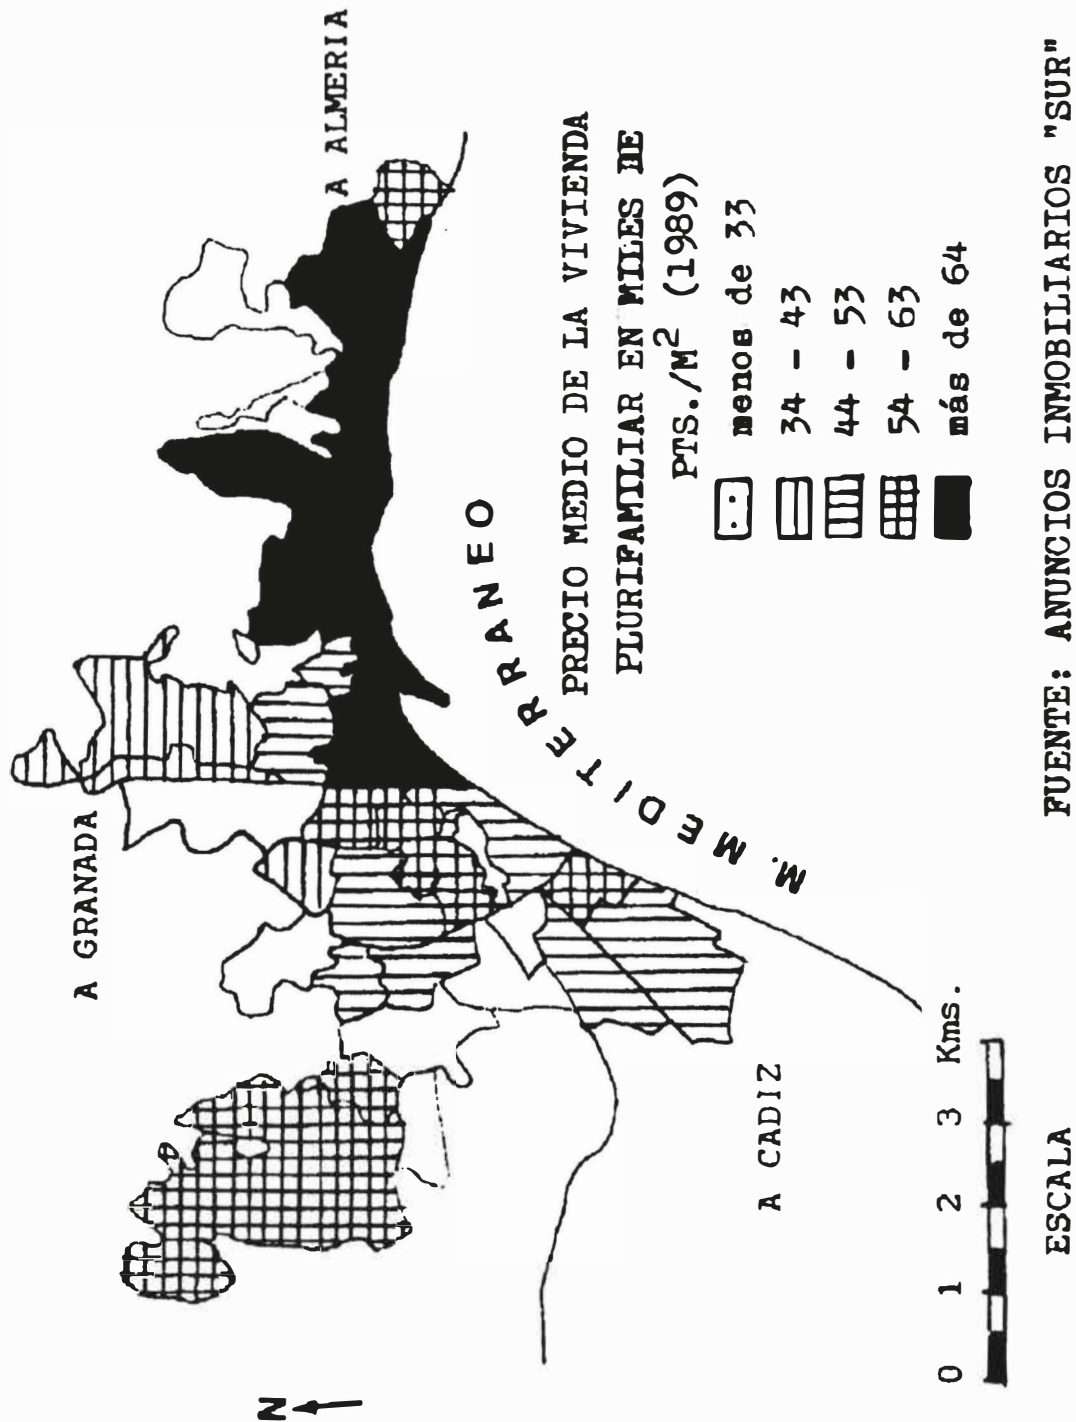 N
A GRANADA
A ALMERIA
M. MEDITERRANEO
A CADIZ
PRECIO MEDIO DE LA VIVIENDA
PLURIFAMILIAR EN MILES DE
PTS./M² (1989)
menos de 33
34 - 43
44 - 53
54 - 63
más de 64
0 1 2 3 Kms.
ESCALA
FUENTE: ANUNCIOS INMOBILIARIOS "SUR"